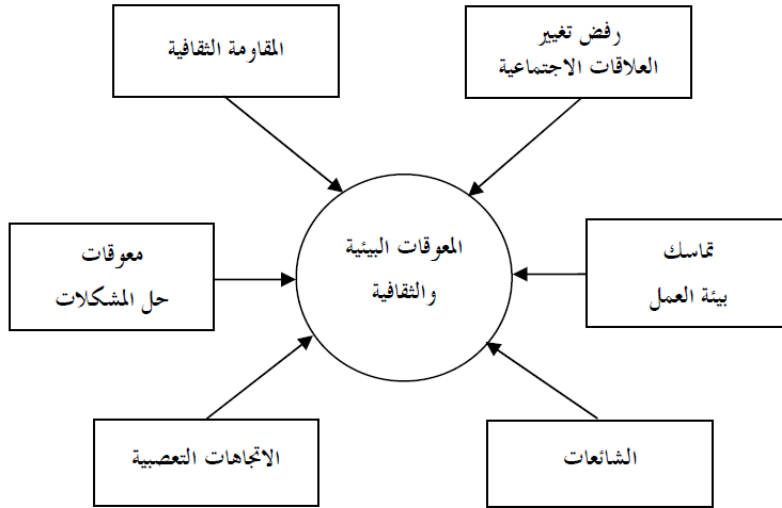 رفض تغيير
العلاقات الاجتماعية
المقاومة الثقافية
المعوقات البيئية
والثقافية
تماسك
بيئة العمل
معوقات
حل المشكلات
الشائعات
الاتجاهات التعصبية